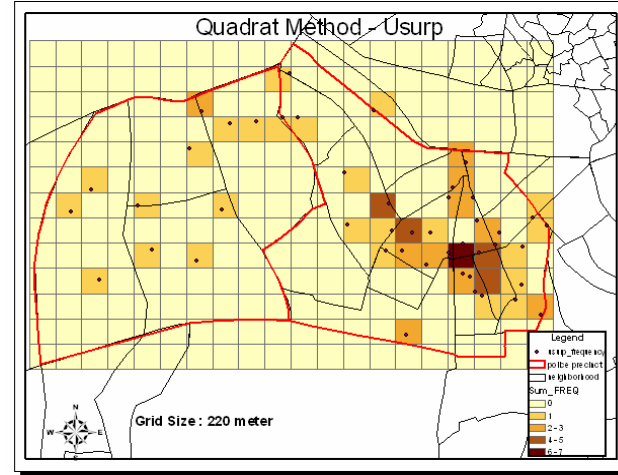 Quadrat Method - Usurp
Legend
usurp_frequency
police precinct
neighborhood
Sum_FREQ
0
1
2 - 3
4 - 5
6 - 7
N
W E
S
Grid Size : 220 meter